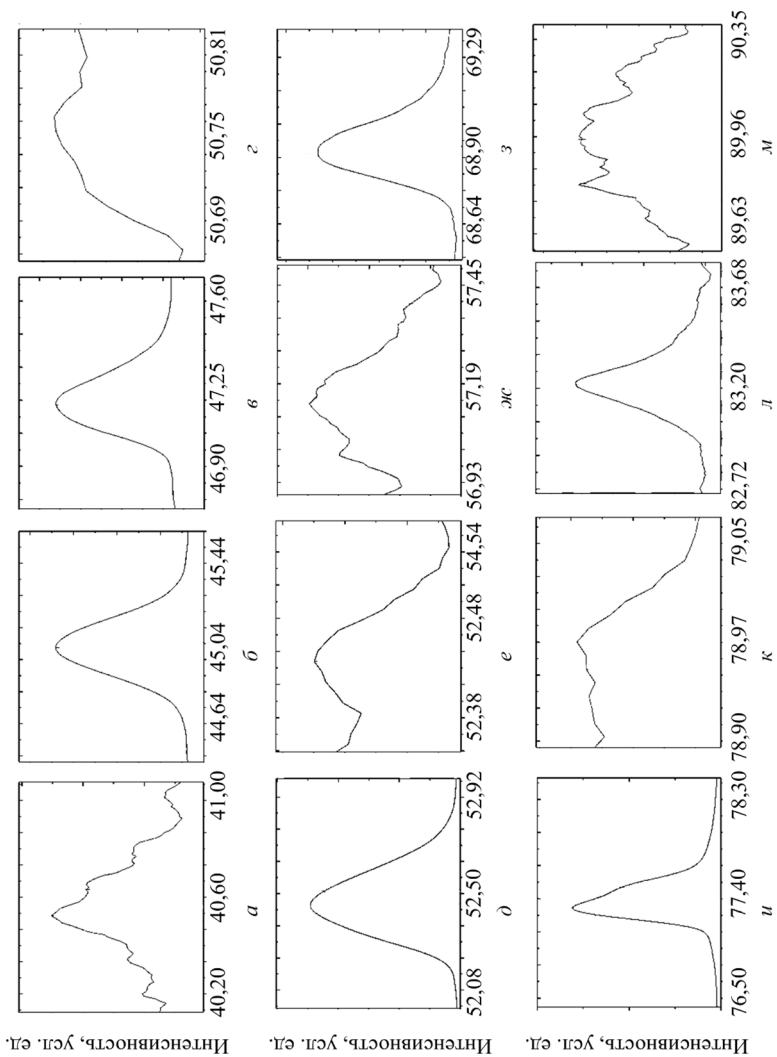 Интенсивность, усл. ед.
40,20 40,60 41,00
а
44,64 45,04 45,44
б
46,90 47,25 47,60
в
50,69 50,75 50,81
г
Интенсивность, усл. ед.
52,08 52,50 52,92
д
52,38 52,48 54,54
е
56,93 57,19 57,45
ж
68,64 68,90 69,29
з
Интенсивность, усл. ед.
76,50 77,40 78,30
и
78,90 78,97 79,05
к
82,72 83,20 83,68
л
89,63 89,96 90,35
м